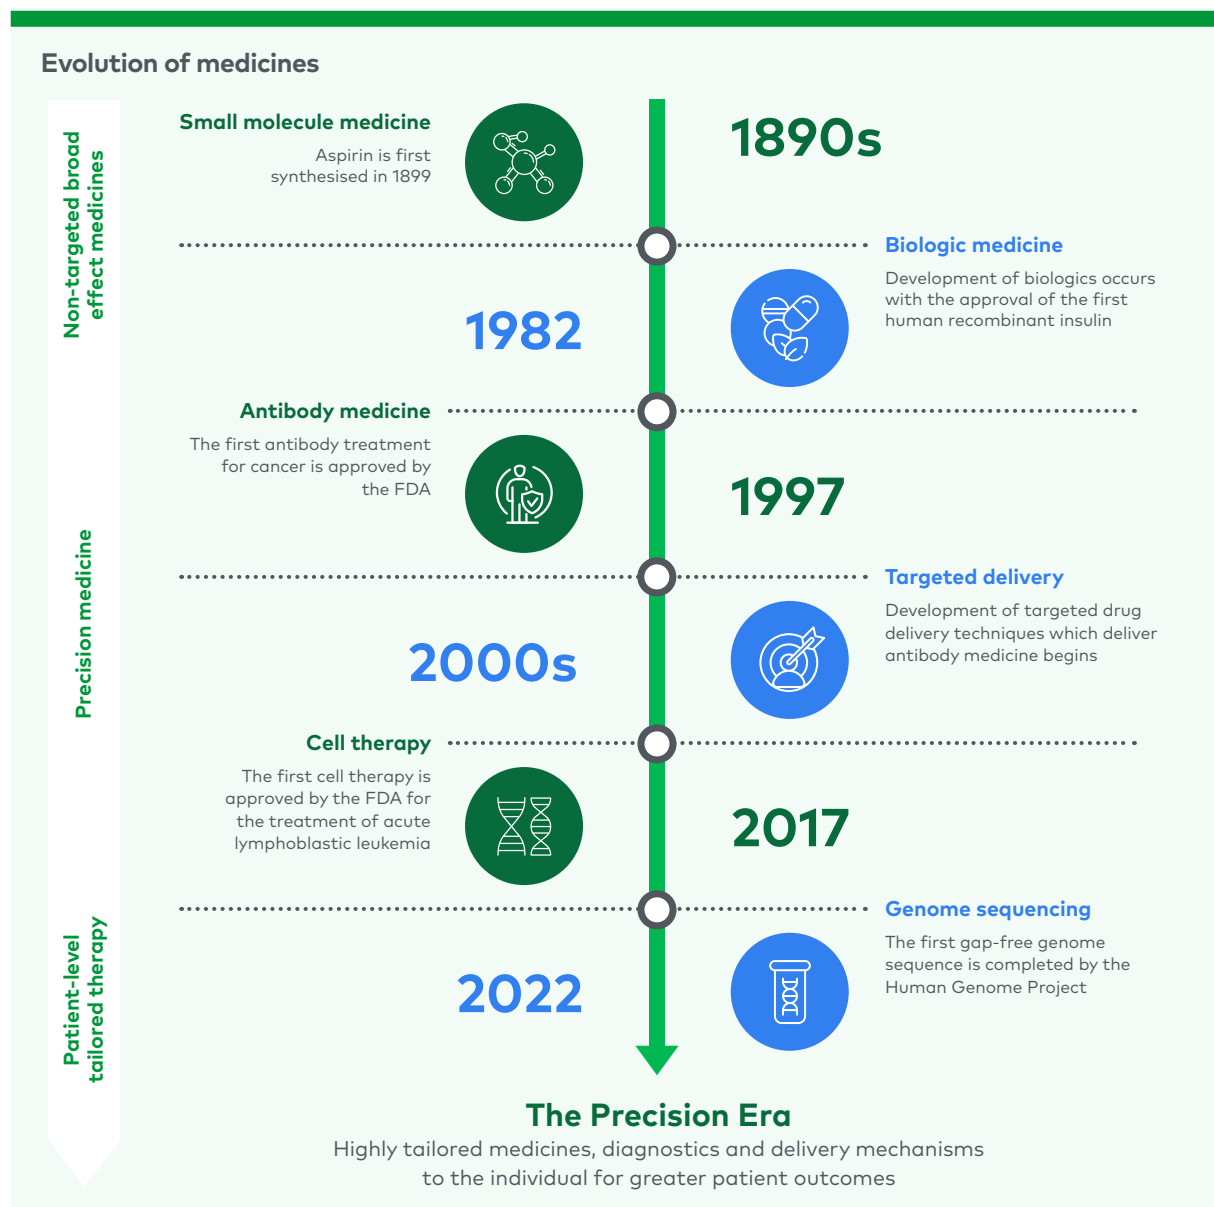 Evolution of medicines
Non-targeted broad
effect medicines
Small molecule medicine
Aspirin is first
synthesised in 1899
1890s
Biologic medicine
Development of biologics occurs
with the approval of the first
human recombinant insulin
1982
Antibody medicine
The first antibody treatment
for cancer is approved by
the FDA
1997
Precision medicine
Targeted delivery
Development of targeted drug
delivery techniques which deliver
antibody medicine begins
2000s
Cell therapy
The first cell therapy is
approved by the FDA for
the treatment of acute
lymphoblastic leukemia
2017
Patient-level
tailored therapy
Genome sequencing
The first gap-free genome
sequence is completed by the
Human Genome Project
2022
The Precision Era
Highly tailored medicines, diagnostics and delivery mechanisms
to the individual for greater patient outcomes